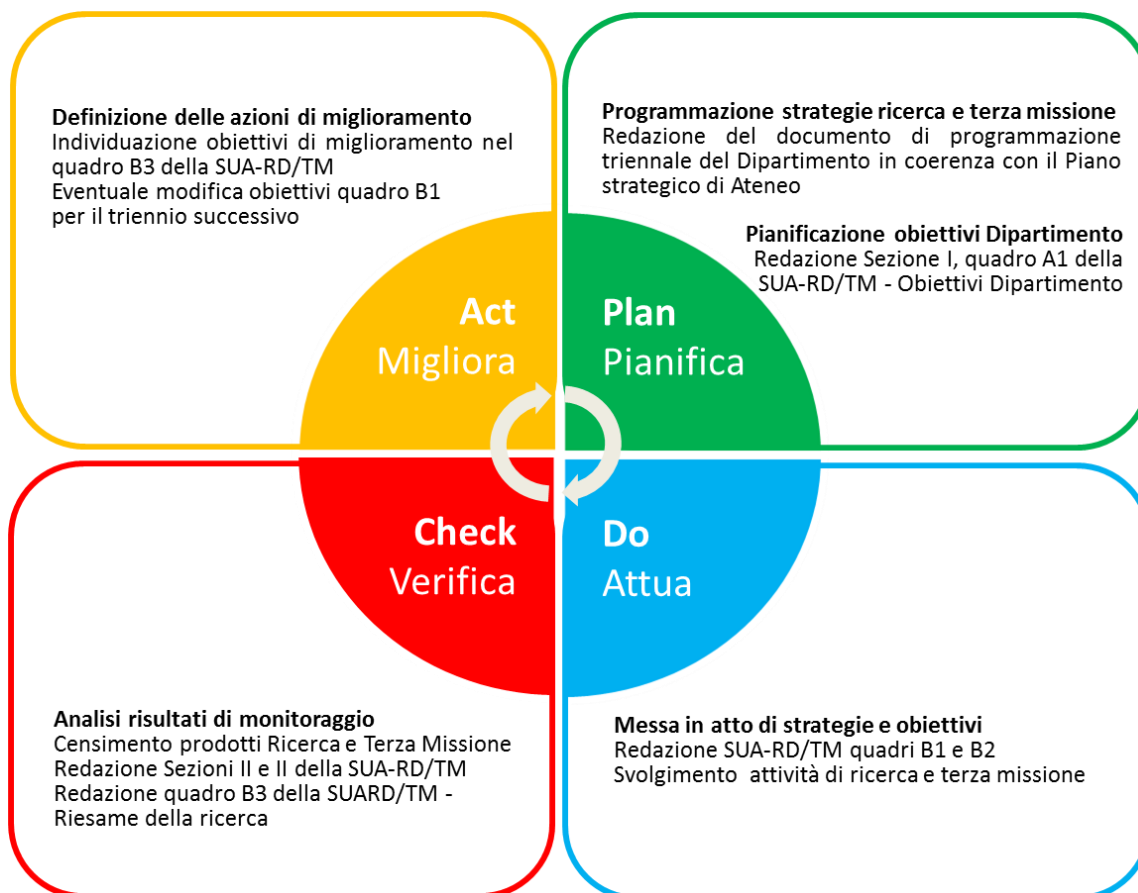 Definizione delle azioni di miglioramento
Individuazione obiettivi di miglioramento nel
quadro B3 della SUA-RD/TM
Eventuale modifica obiettivi quadro B1
per il triennio successivo
Programmazione strategie ricerca e terza missione
Redazione del documento di programmazione
triennale del Dipartimento in coerenza con il Piano
strategico di Ateneo
Pianificazione obiettivi Dipartimento
Redazione Sezione I, quadro A1 della
SUA-RD/TM - Obiettivi Dipartimento
Act
Migliora
Plan
Pianifica
Check
Verifica
Do
Attua
Analisi risultati di monitoraggio
Censimento prodotti Ricerca e Terza Missione
Redazione Sezioni II e II della SUA-RD/TM
Redazione quadro B3 della SUARD/TM -
Riesame della ricerca
Messa in atto di strategie e obiettivi
Redazione SUA-RD/TM quadri B1 e B2
Svolgimento  attività di ricerca e terza missione